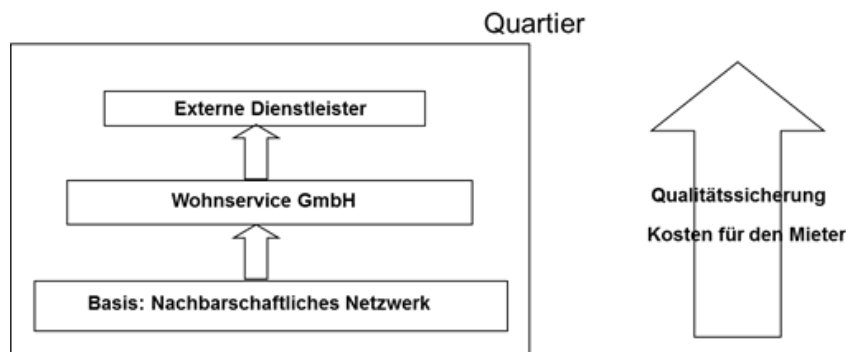 Quartier
Externe Dienstleister
Wohnservice GmbH
Basis: Nachbarschaftliches Netzwerk
Qualitätssicherung
Kosten für den Mieter